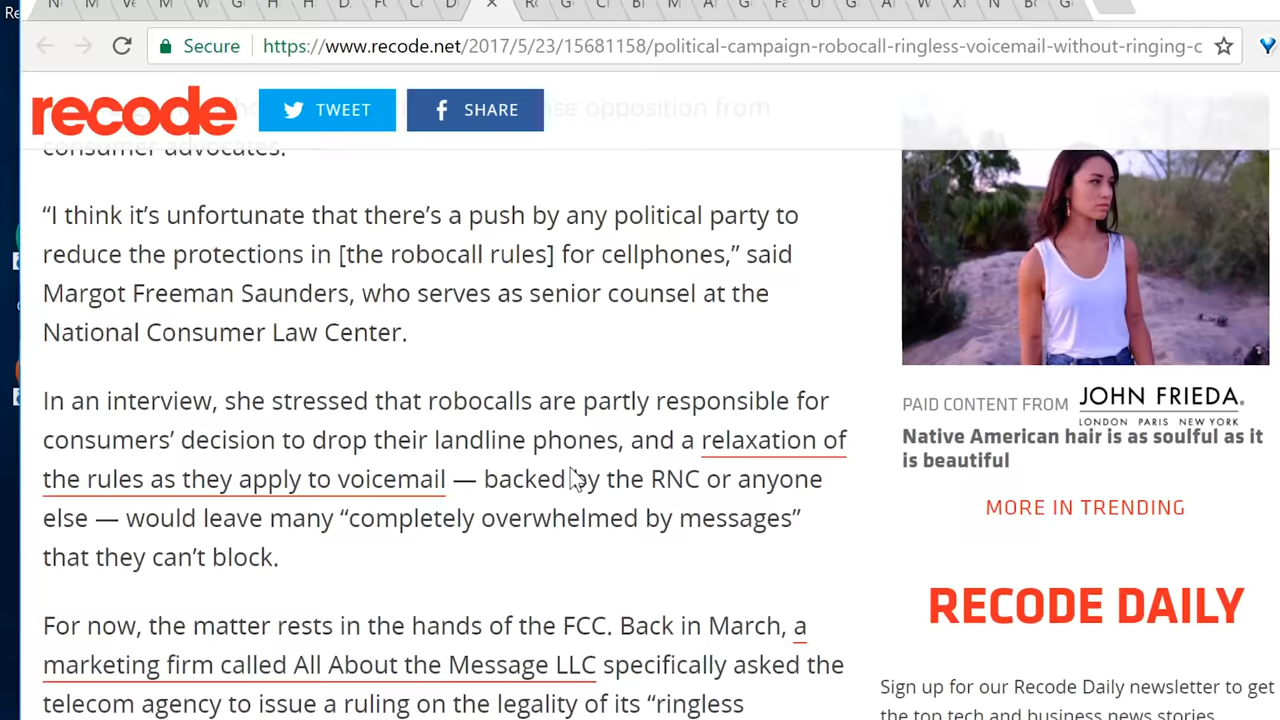 Secure
https://www.recode.net/2017/5/23/15681158/political-campaign-robocall-ringless-voicemail-without-ringing-c
recode
TWEET
SHARE
opposition from
consumer advocates.
“I think it’s unfortunate that there’s a push by any political party to
reduce the protections in [the robocall rules] for cellphones,” said
Margot Freeman Saunders, who serves as senior counsel at the
National Consumer Law Center.
In an interview, she stressed that robocalls are partly responsible for
consumers’ decision to drop their landline phones, and a relaxation of
the rules as they apply to voicemail — backed by the RNC or anyone
else — would leave many “completely overwhelmed by messages”
that they can’t block.
For now, the matter rests in the hands of the FCC. Back in March, a
marketing firm called All About the Message LLC specifically asked the
telecom agency to issue a ruling on the legality of its “ringless
PAID CONTENT FROM
JOHN FRIEDA.
LONDON PARIS NEW YORK
Native American hair is as soulful as it
is beautiful
MORE IN TRENDING
RECODE DAILY
Sign up for our Recode Daily newsletter to get
the top tech and business news stories